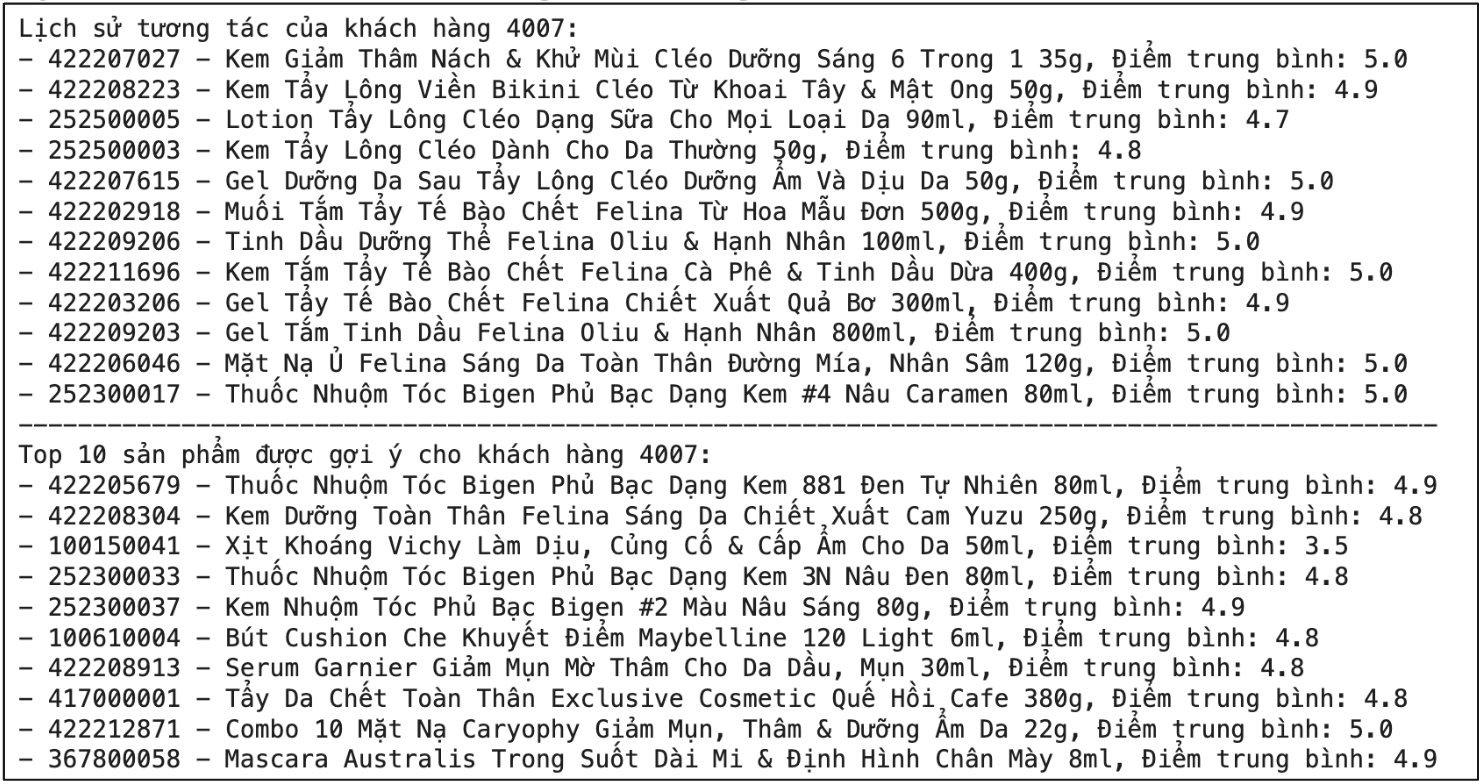 Lịch sử tương tác của khách hàng 4007:
– 422207027 – Kem Giảm Thâm Nách & Khử Mùi Cléo Dưỡng Sáng 6 Trong 1 35g, Điểm trung bình: 5.0
– 422208223 – Kem Tẩy Lông Viền Bikini Cléo Từ Khoai Tây & Mật Ong 50g, Điểm trung bình: 4.9
– 252500005 – Lotion Tẩy Lông Cléo Dạng Sữa Cho Mọi Loại Da 90ml, Điểm trung bình: 4.7
– 252500003 – Kem Tẩy Lông Cléo Dành Cho Da Thường 50g, Điểm trung bình: 4.8
– 422207615 – Gel Dưỡng Da Sau Tẩy Lông Cléo Dưỡng Ẩm Và Dịu Da 50g, Điểm trung bình: 5.0
– 422202918 – Muối Tắm Tẩy Tế Bào Chết Felina Từ Hoa Mẫu Đơn 500g, Điểm trung bình: 4.9
– 422209206 – Tinh Dầu Dưỡng Thể Felina Oliu & Hạnh Nhân 100ml, Điểm trung bình: 5.0
– 422211696 – Kem Tắm Tẩy Tế Bào Chết Felina Cà Phê & Tinh Dầu Dừa 400g, Điểm trung bình: 5.0
– 422203206 – Gel Tẩy Tế Bào Chết Felina Chiết Xuất Quả Bơ 300ml, Điểm trung bình: 4.9
– 422209203 – Gel Tắm Tinh Dầu Felina Oliu & Hạnh Nhân 800ml, Điểm trung bình: 5.0
– 422206046 – Mặt Nạ Ủ Felina Sáng Da Toàn Thân Đường Mía, Nhân Sâm 120g, Điểm trung bình: 5.0
– 252300017 – Thuốc Nhuộm Tóc Bigen Phủ Bạc Dạng Kem #4 Nâu Caramen 80ml, Điểm trung bình: 5.0
------------------------------------------------------------------------------------------------
Top 10 sản phẩm được gợi ý cho khách hàng 4007:
– 422205679 – Thuốc Nhuộm Tóc Bigen Phủ Bạc Dạng Kem 881 Đen Tự Nhiên 80ml, Điểm trung bình: 4.9
– 422208304 – Kem Dưỡng Toàn Thân Felina Sáng Da Chiết Xuất Cam Yuzu 250g, Điểm trung bình: 4.8
– 100150041 – Xịt Khoáng Vichy Làm Dịu, Củng Cố & Cấp Ẩm Cho Da 50ml, Điểm trung bình: 3.5
– 252300033 – Thuốc Nhuộm Tóc Bigen Phủ Bạc Dạng Kem 3N Nâu Đen 80ml, Điểm trung bình: 4.8
– 252300037 – Kem Nhuộm Tóc Phủ Bạc Bigen #2 Màu Nâu Sáng 80g, Điểm trung bình: 4.9
– 100610004 – Bút Cushion Che Khuyết Điểm Maybelline 120 Light 6ml, Điểm trung bình: 4.8
– 422208913 – Serum Garnier Giảm Mụn Mờ Thâm Cho Da Dầu, Mụn 30ml, Điểm trung bình: 4.8
– 417000001 – Tẩy Da Chết Toàn Thân Exclusive Cosmetic Quế Hồi Cafe 380g, Điểm trung bình: 4.8
– 422212871 – Combo 10 Mặt Nạ Caryophy Giảm Mụn, Thâm & Dưỡng Ẩm Da 22g, Điểm trung bình: 5.0
– 367800058 – Mascara Australis Trong Suốt Dài Mi & Định Hình Chân Mày 8ml, Điểm trung bình: 4.9